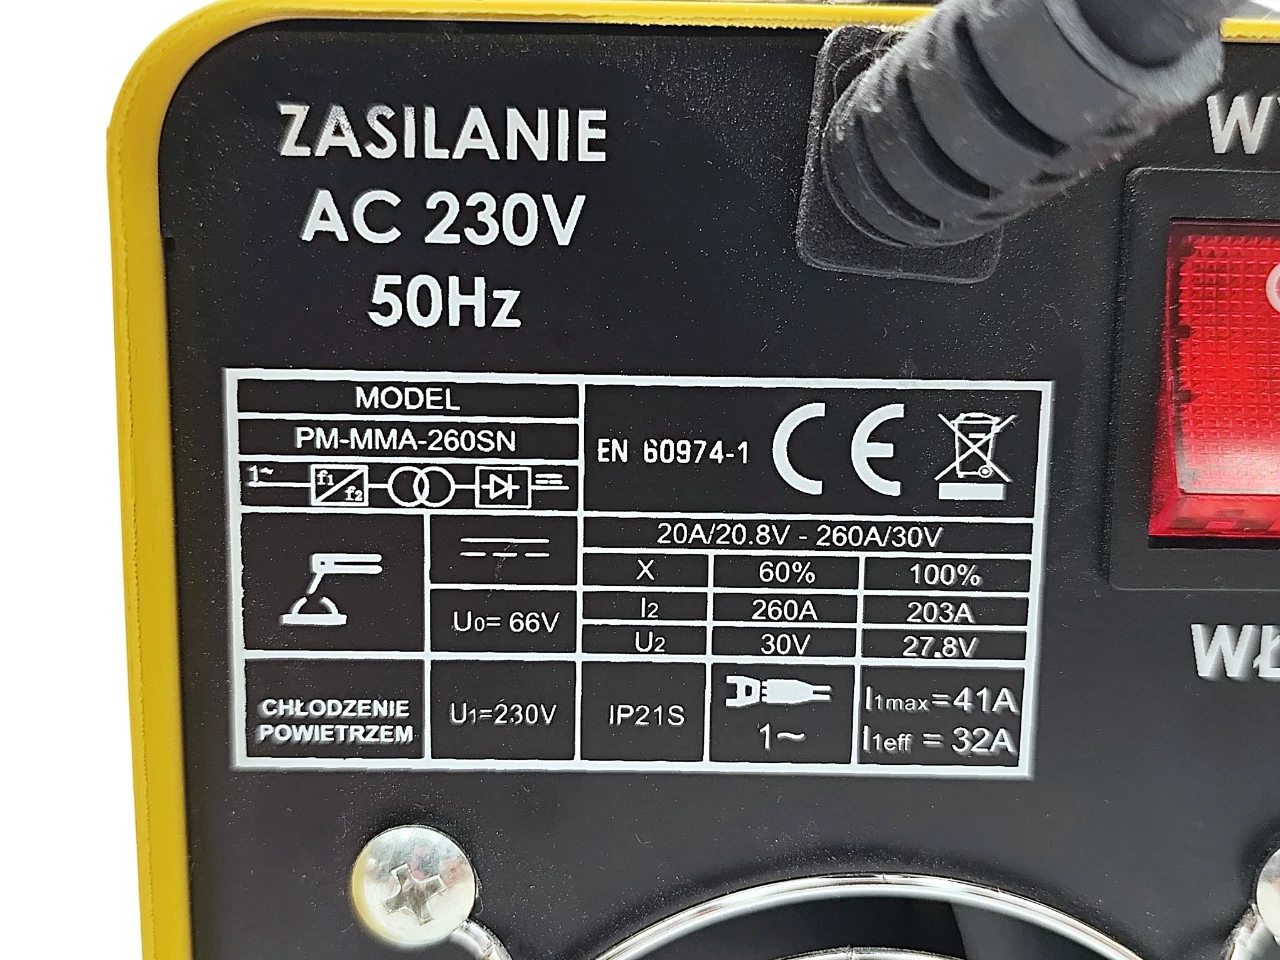 ZASILANIE
AC 230V
50Hz
MODEL
PM-MMA-260SN
1~ f1 f2
EN 60974-1 CE
20A/20.8V - 260A/30V
X 60% 100%
I2 260A 203A
U2 30V 27.8V
U0= 66V
CHŁODZENIE
POWIETRZEM
U1=230V
IP21S
1~
I1max=41A
I1eff = 32A